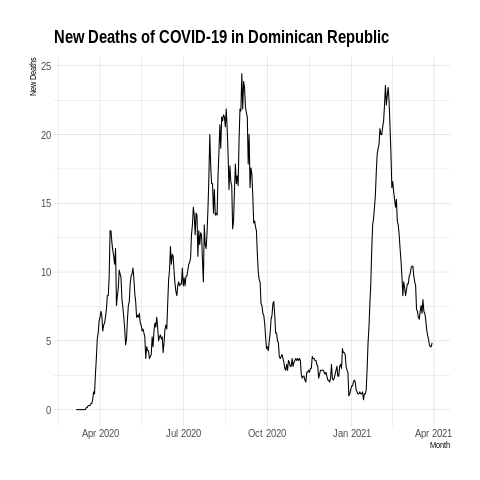 New Deaths of COVID-19 in Dominican Republic
New Deaths
25
20
15
10
5
0
Apr 2020 Jul 2020 Oct 2020 Jan 2021 Apr 2021
Month